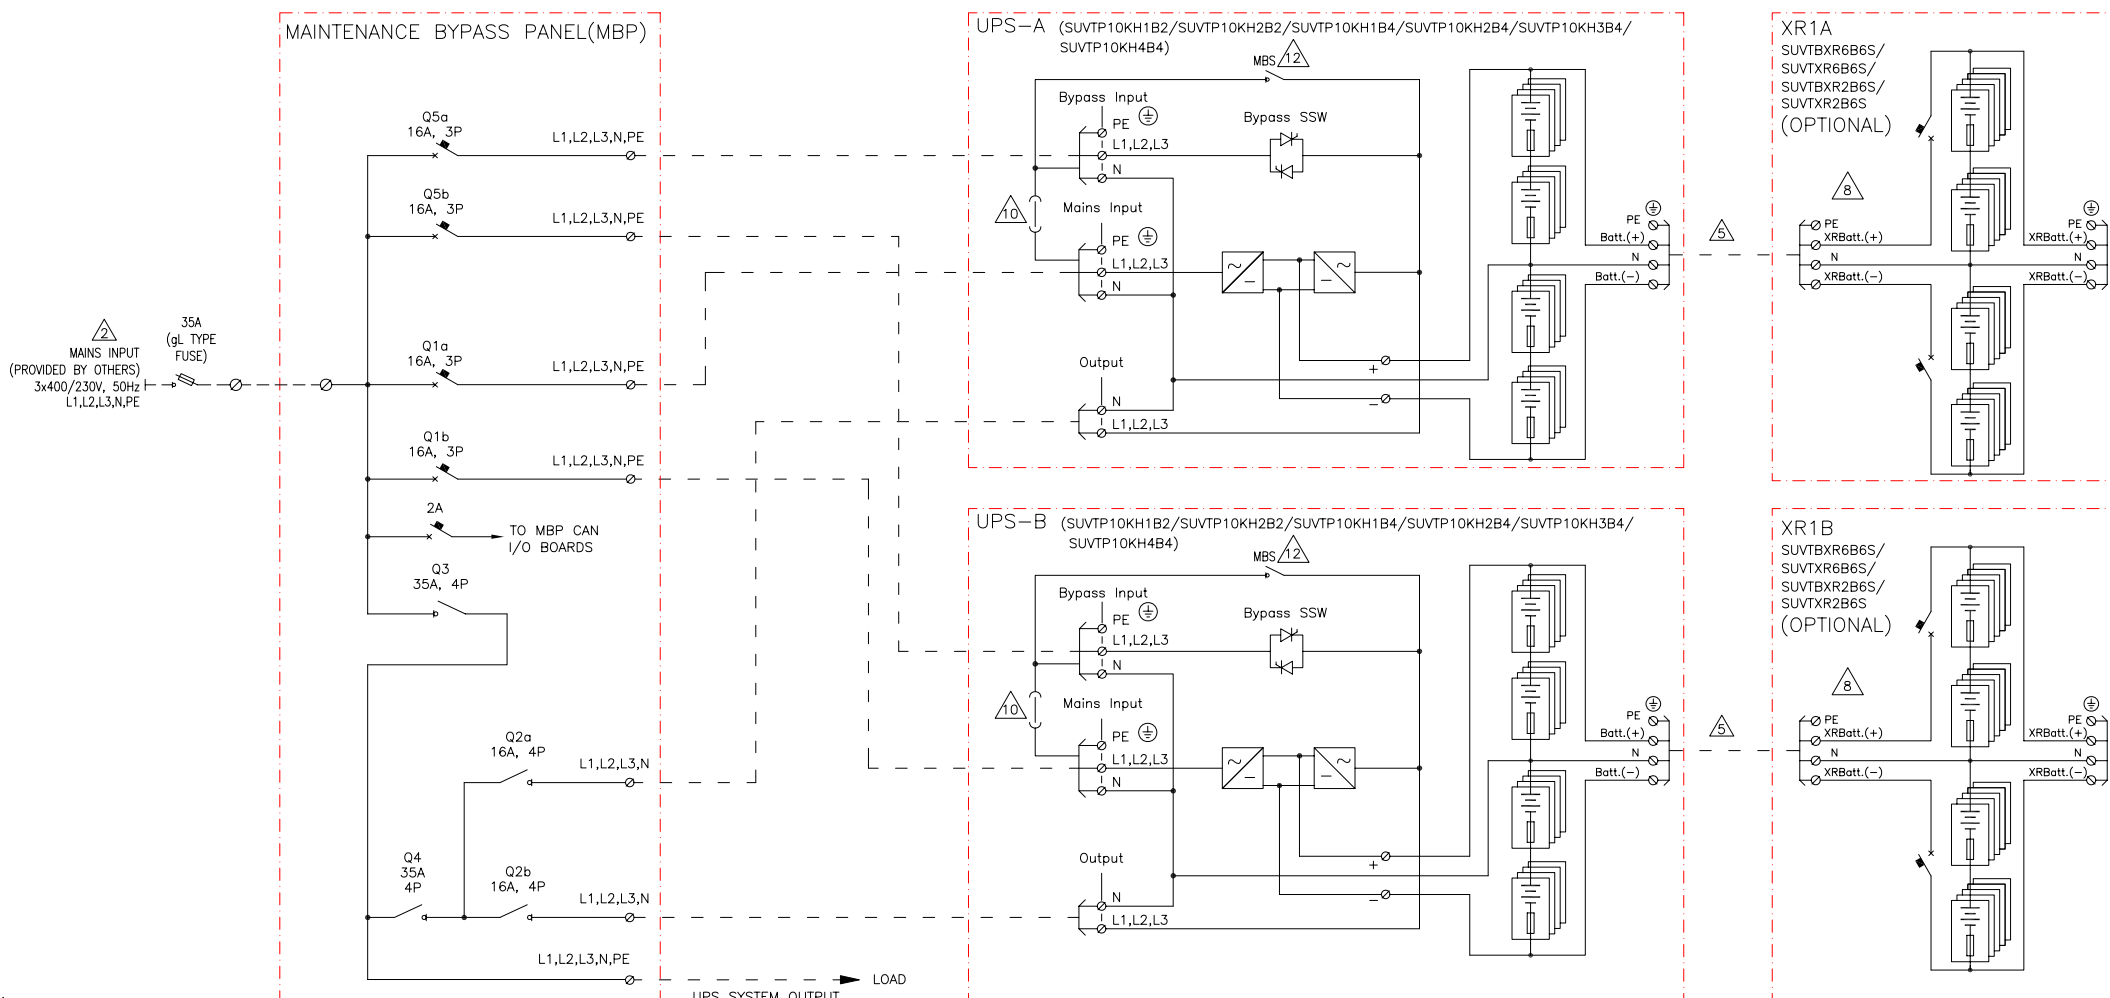 MAINTENANCE BYPASS PANEL(MBP)
Q5a
16A, 3P
L1,L2,L3,N,PE
Q5b
16A, 3P
L1,L2,L3,N,PE
2
MAINS INPUT
(PROVIDED BY OTHERS)
3x400/230V, 50Hz
L1,L2,L3,N,PE
35A
(gL TYPE
FUSE)
Q1a
16A, 3P
L1,L2,L3,N,PE
Q1b
16A, 3P
L1,L2,L3,N,PE
2A
TO MBP CAN
I/O BOARDS
Q3
35A, 4P
Q2a
16A, 4P
L1,L2,L3,N
Q4
35A
4P
Q2b
16A, 4P
L1,L2,L3,N
L1,L2,L3,N,PE
LOAD
UPS SYSTEM OUTPUT
UPS-A (SUVTP10KH1B2/SUVTP10KH2B2/SUVTP10KH1B4/SUVTP10KH2B4/SUVTP10KH3B4/
SUVTP10KH4B4)
MBS 12
Bypass Input
PE
L1,L2,L3
N
Bypass SSW
10
Mains Input
PE
L1,L2,L3
N
~
–
~
–
Output
N
L1,L2,L3
+
–
PE
Batt.(+)
N
Batt.(-)
5
XR1A
SUVTBXR6B6S/
SUVTXR6B6S/
SUVTBXR2B6S/
SUVTXR2B6S
(OPTIONAL)
8
PE
XRBatt.(+)
N
XRBatt.(-)
PE
XRBatt.(+)
N
XRBatt.(-)
UPS-B (SUVTP10KH1B2/SUVTP10KH2B2/SUVTP10KH1B4/SUVTP10KH2B4/SUVTP10KH3B4/
SUVTP10KH4B4)
MBS 12
Bypass Input
PE
L1,L2,L3
N
Bypass SSW
10
Mains Input
PE
L1,L2,L3
N
~
–
~
–
Output
N
L1,L2,L3
+
–
PE
Batt.(+)
N
Batt.(-)
5
XR1B
SUVTBXR6B6S/
SUVTXR6B6S/
SUVTBXR2B6S/
SUVTXR2B6S
(OPTIONAL)
8
PE
XRBatt.(+)
N
XRBatt.(-)
PE
XRBatt.(+)
N
XRBatt.(-)